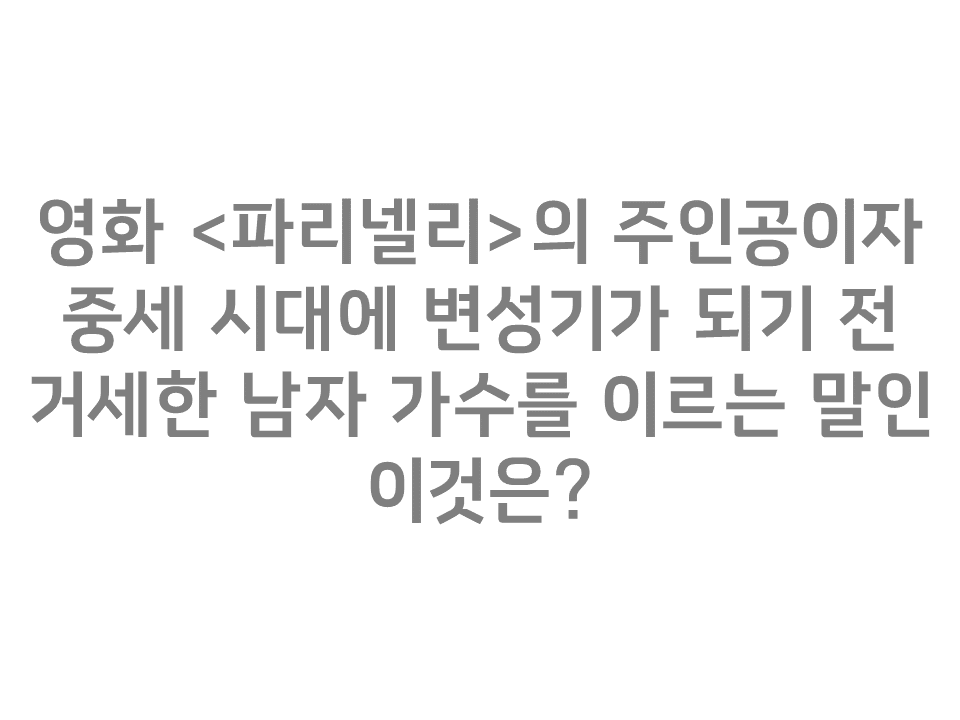 영화 <파리넬리>의 주인공이자
중세 시대에 변성기가 되기 전
거세한 남자 가수를 이르는 말인
이것은?